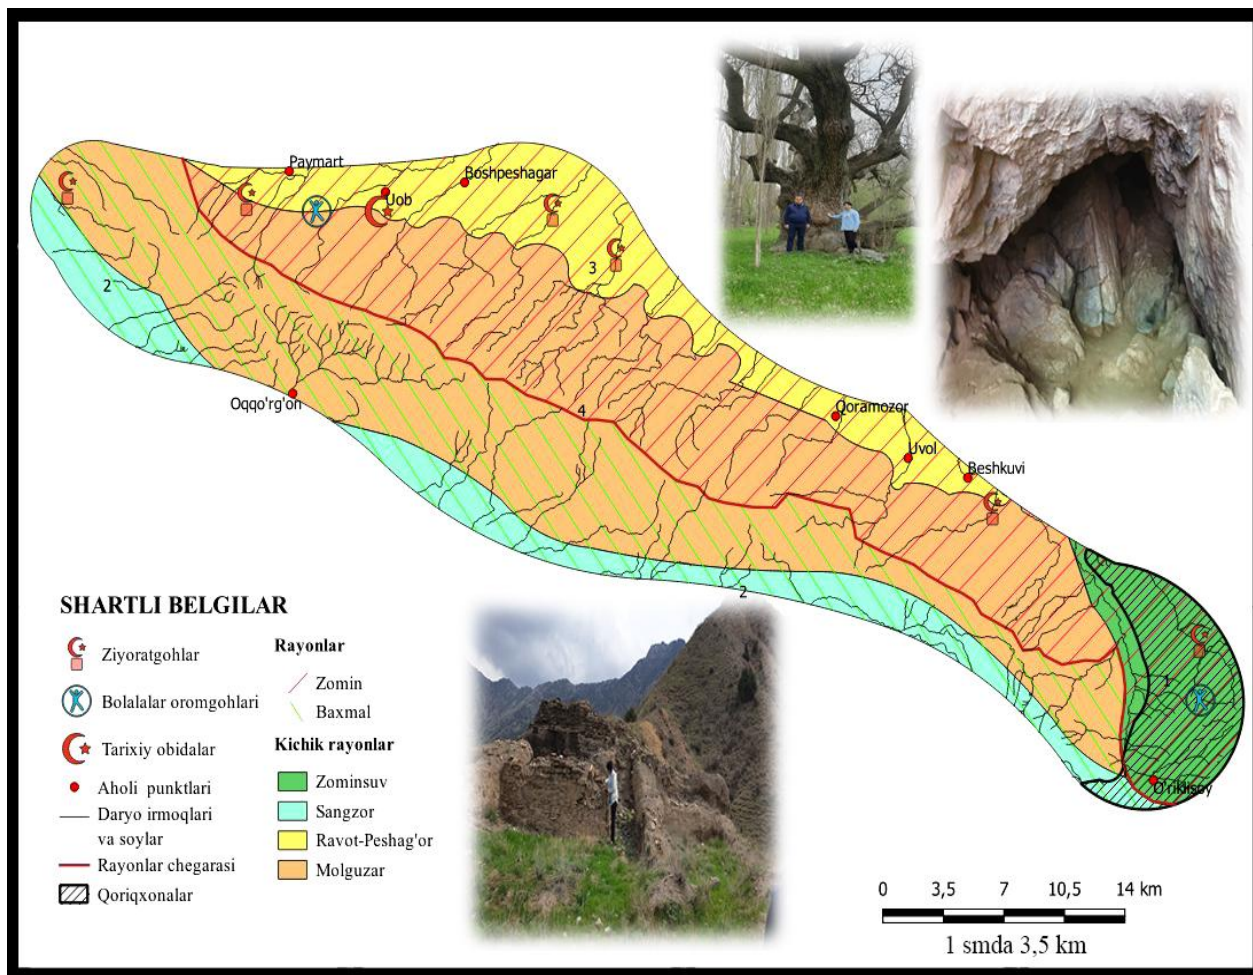 Paymart
Boshpeshagar
Uob
3
2
Oqqo'rg'on
4
Qoramozor
Uvol
Beshkuvi
2
1
O'riklisoy
SHARTLI BELGILAR
Ziyoratgohlar
Bolalalar oromgohlari
Tarixiy obidalar
Aholi punktlari
Daryo irmoqlari
va soylar
Rayonlar chegarasi
Qoriqxonalar
Rayonlar
Zomin
Baxmal
Kichik rayonlar
Zominsuv
Sangzor
Ravot-Peshag'or
Molguzar
0 3,5 7 10,5 14 km
1 smda 3,5 km